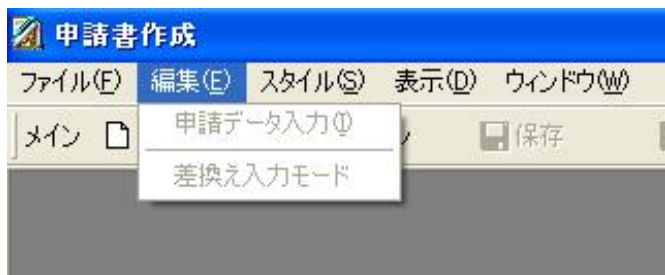 申請書作成
ファイル(F) 編集(E) スタイル(S) 表示(D) ウィンドウ(W)
メイン 保存
申請データ入力(I)
差換え入力モード